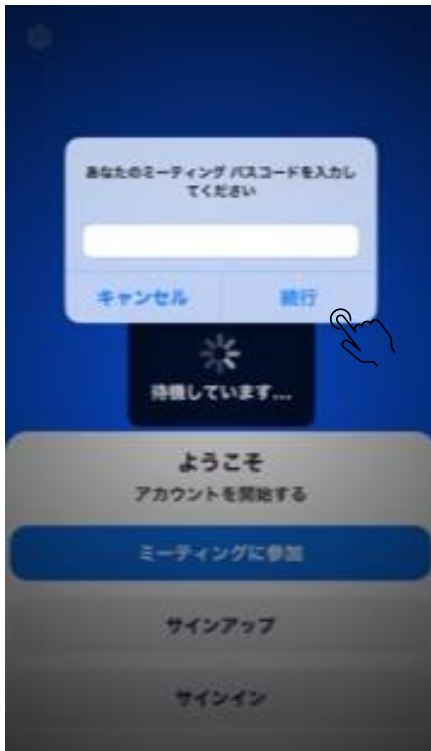 あなたのミーティング パスコードを入力し
てください
キャンセル
続行
待機しています...
ようこそ
アカウントを開始する
ミーティングに参加
サインアップ
サインイン